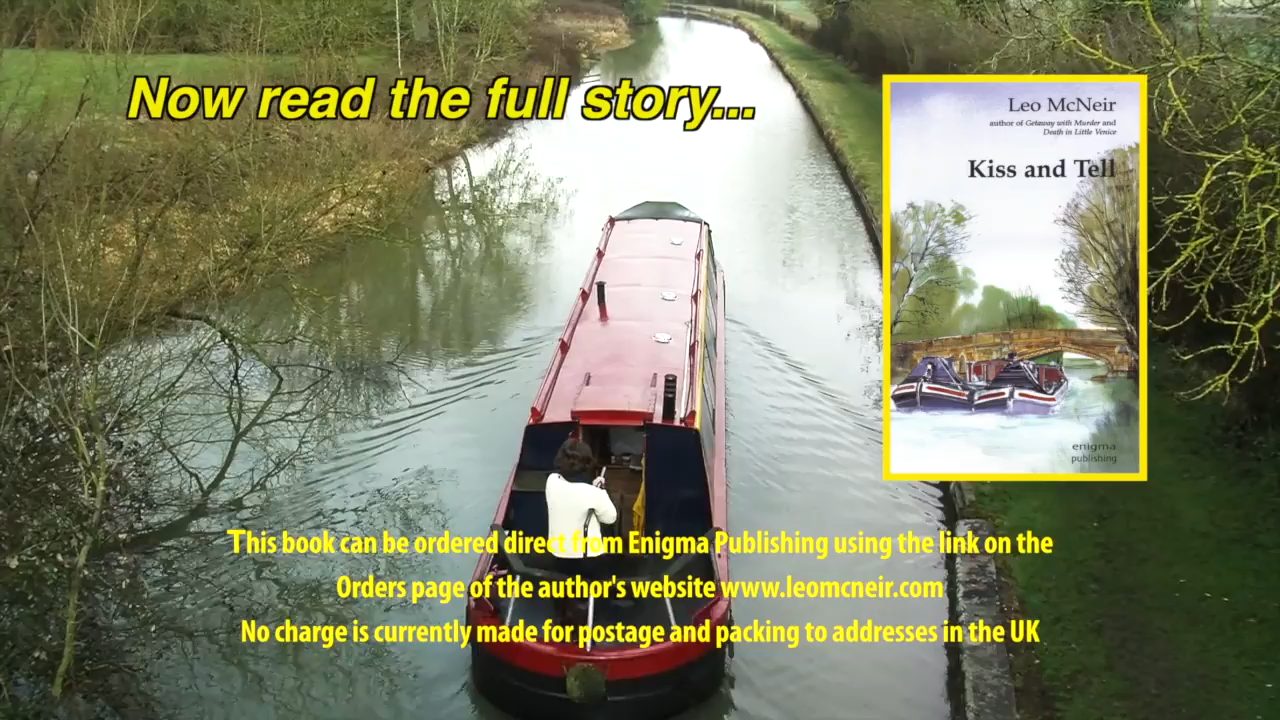 Now read the full story...
Leo McNeir
author of Getaway with Murder and
Death in Little Venice
Kiss and Tell
enigma
publishing
This book can be ordered direct from Enigma Publishing using the link on the
Orders page of the author's website www.leomcneir.com
No charge is currently made for postage and packing to addresses in the UK